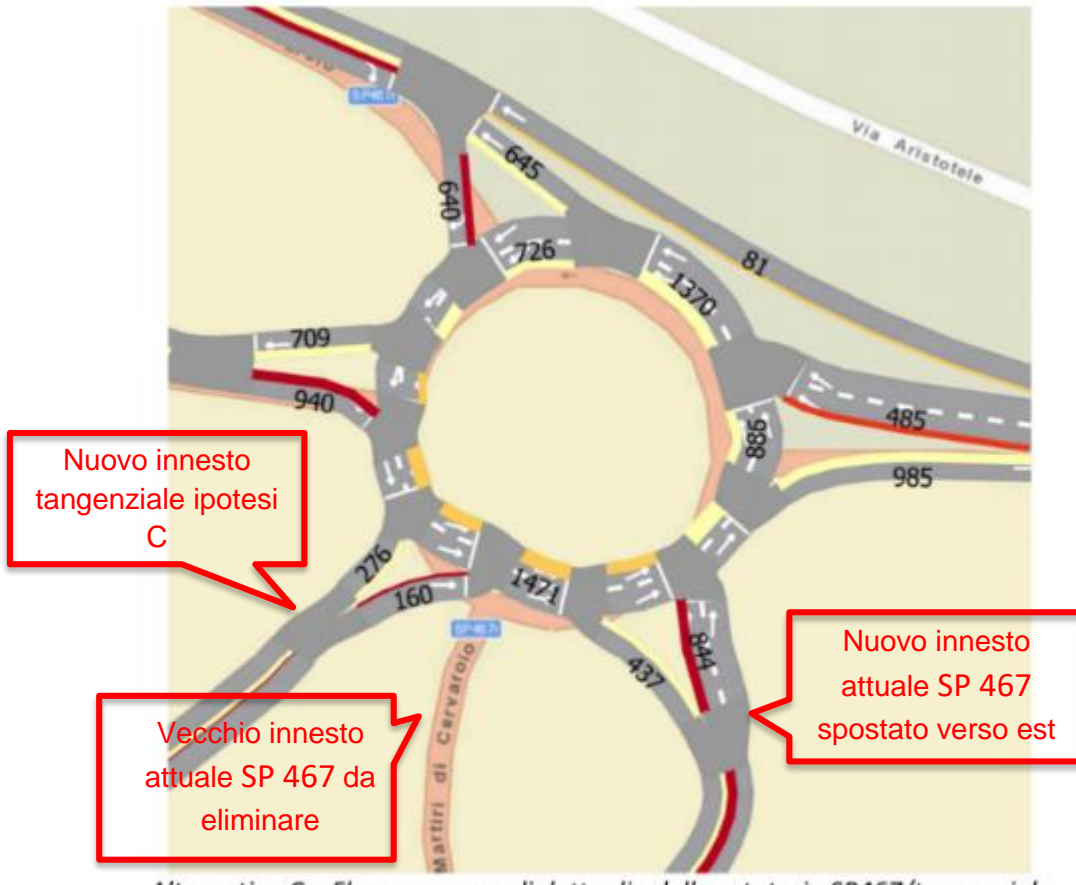 SP467r
Via Aristotele
645
640
726
81
1370
709
940
485
886
985
Nuovo innesto
tangenziale ipotesi
C
276
160
1471
SP467r
844
437
Nuovo innesto
attuale SP 467
spostato verso est
Vecchio innesto
attuale SP 467 da
eliminare
Martiri di Cervarolo